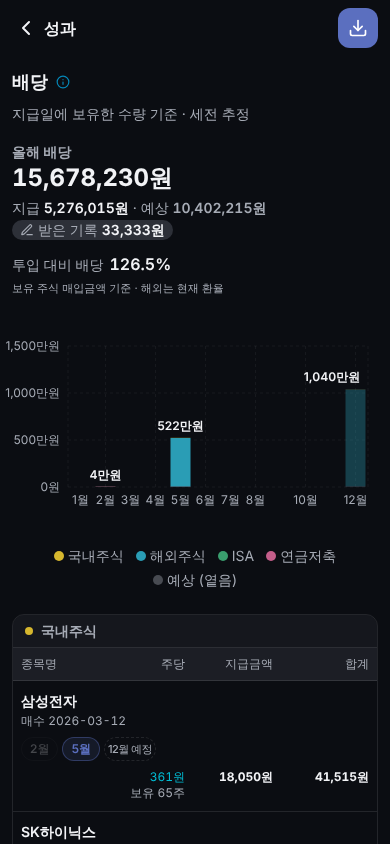 성과
배당
지급일에 보유한 수량 기준 · 세전 추정
올해 배당
15,678,230원
지급 5,276,015원 · 예상 10,402,215원
받은 기록 33,333원
투입 대비 배당 126.5%
보유 주식 매입금액 기준 · 해외는 현재 환율
1,500만원
1,040만원
1,000만원
522만원
500만원
4만원
0원
1월 2월 3월 4월 5월 6월 7월 8월 10월 12월
국내주식 해외주식 ISA 연금저축
예상 (옅음)
국내주식
종목명 주당 지급금액 합계
삼성전자
매수 2026-03-12
2월 5월 12월 예정
361원 18,050원 41,515원
보유 65주
SK하이닉스